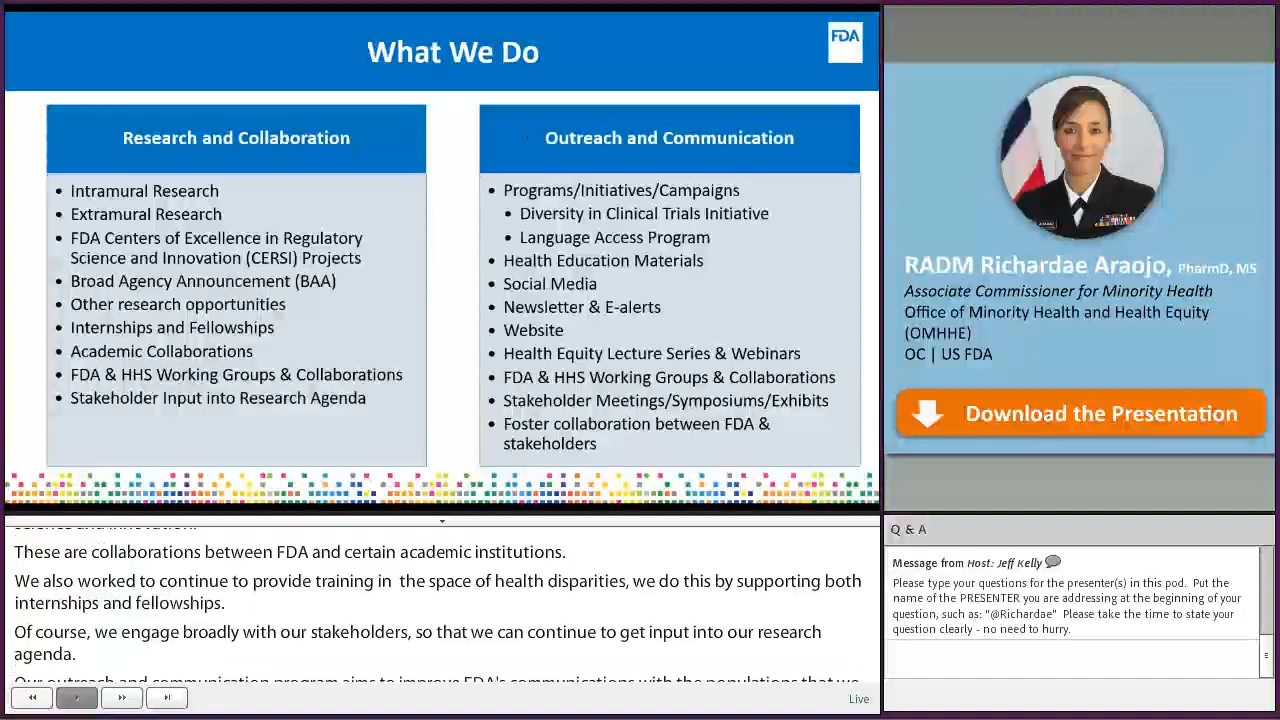 What We Do
FDA
Research and Collaboration
• Intramural Research
• Extramural Research
• FDA Centers of Excellence in Regulatory
Science and Innovation (CERSI) Projects
• Broad Agency Announcement (BAA)
• Other research opportunities
• Internships and Fellowships
• Academic Collaborations
• FDA & HHS Working Groups & Collaborations
• Stakeholder Input into Research Agenda
Outreach and Communication
• Programs/Initiatives/Campaigns
• Diversity in Clinical Trials Initiative
• Language Access Program
• Health Education Materials
• Social Media
• Newsletter & E-alerts
• Website
• Health Equity Lecture Series & Webinars
• FDA & HHS Working Groups & Collaborations
• Stakeholder Meetings/Symposiums/Exhibits
• Foster collaboration between FDA &
stakeholders
RADM Richardae Araojo, PharmD, MS
Associate Commissioner for Minority Health
Office of Minority Health and Health Equity
(OMHHE)
OC | US FDA
Download the Presentation
These are collaborations between FDA and certain academic institutions.
We also worked to continue to provide training in the space of health disparities, we do this by supporting both
internships and fellowships.
Of course, we engage broadly with our stakeholders, so that we can continue to get input into our research
agenda.
Our outreach and communication program aims to improve FDA's communications with the populations that we
Live
Q & A
Message from Host: Jeff Kelly
Please type your questions for the presenter(s) in this pod. Put the
name of the PRESENTER you are addressing at the beginning of your
question, such as: "@Richardae" Please take the time to state your
question clearly - no need to hurry.